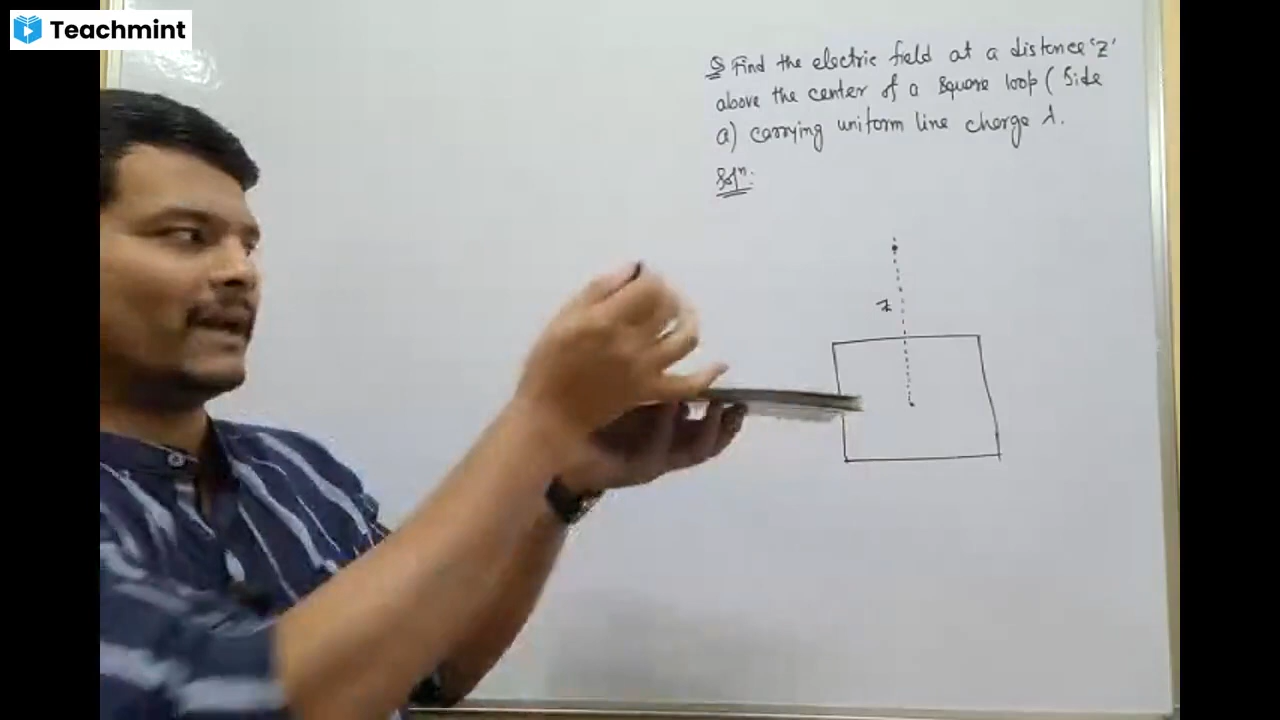 Teachmint
Q Find the electric field at a distance 'z'
above the center of a square loop (side
a) carrying uniform line charge λ.
Solⁿ:
z